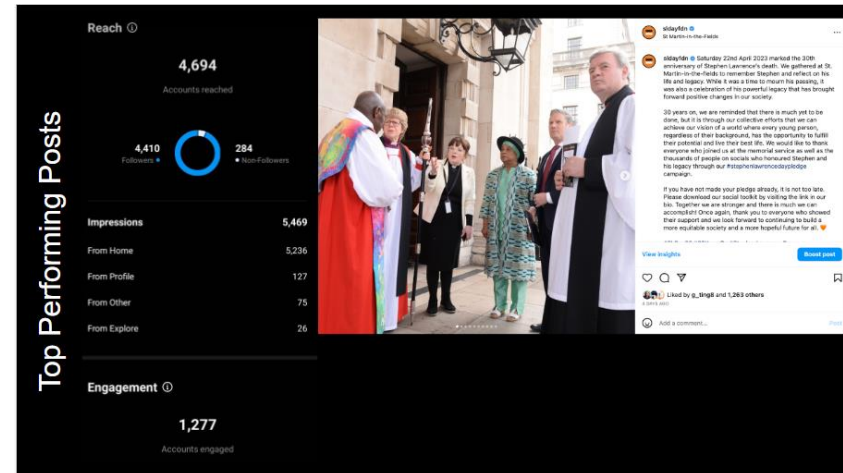 Top Performing Posts
Reach
4,694
Accounts reached
4,410
Followers
284
Non-Followers
Impressions 5,469
From Home 5,236
From Profile 127
From Other 75
From Explore 26
Engagement
1,277
Accounts engaged
sldayfdn
St Martin-in-the-Fields
sldayfdn Saturday 22nd April 2023 marked the 30th
anniversary of Stephen Lawrence's death. We gathered at St.
Martin-in-the-fields to remember Stephen and reflect on his
life and legacy. While it was a time to mourn his passing, it
was also a celebration of his powerful legacy that has brought
forward positive changes in our society.
30 years on, we are reminded that there is much yet to be
done, but it is through our collective efforts that we can
achieve our vision of a world where every young person,
regardless of their background, has the opportunity to fulfill
their potential and live their best life. We would like to thank
everyone who joined us at the memorial service as well as the
thousands of people on socials who honoured Stephen and
his legacy through our #stephenlawrencedaypledge
campaign.
If you have not made your pledge already, it is not too late.
Please download our social toolkit by visiting the link in our
bio. Together we are stronger and there is much we can
accomplish! Once again, thank you to everyone who showed
their support and we look forward to continuing to build a
more equitable society and a more hopeful future for all. 🧡
View Insights
Boost post
Liked by g_ting8 and 1,263 others
DAYS AGO
Add a comment...
Post